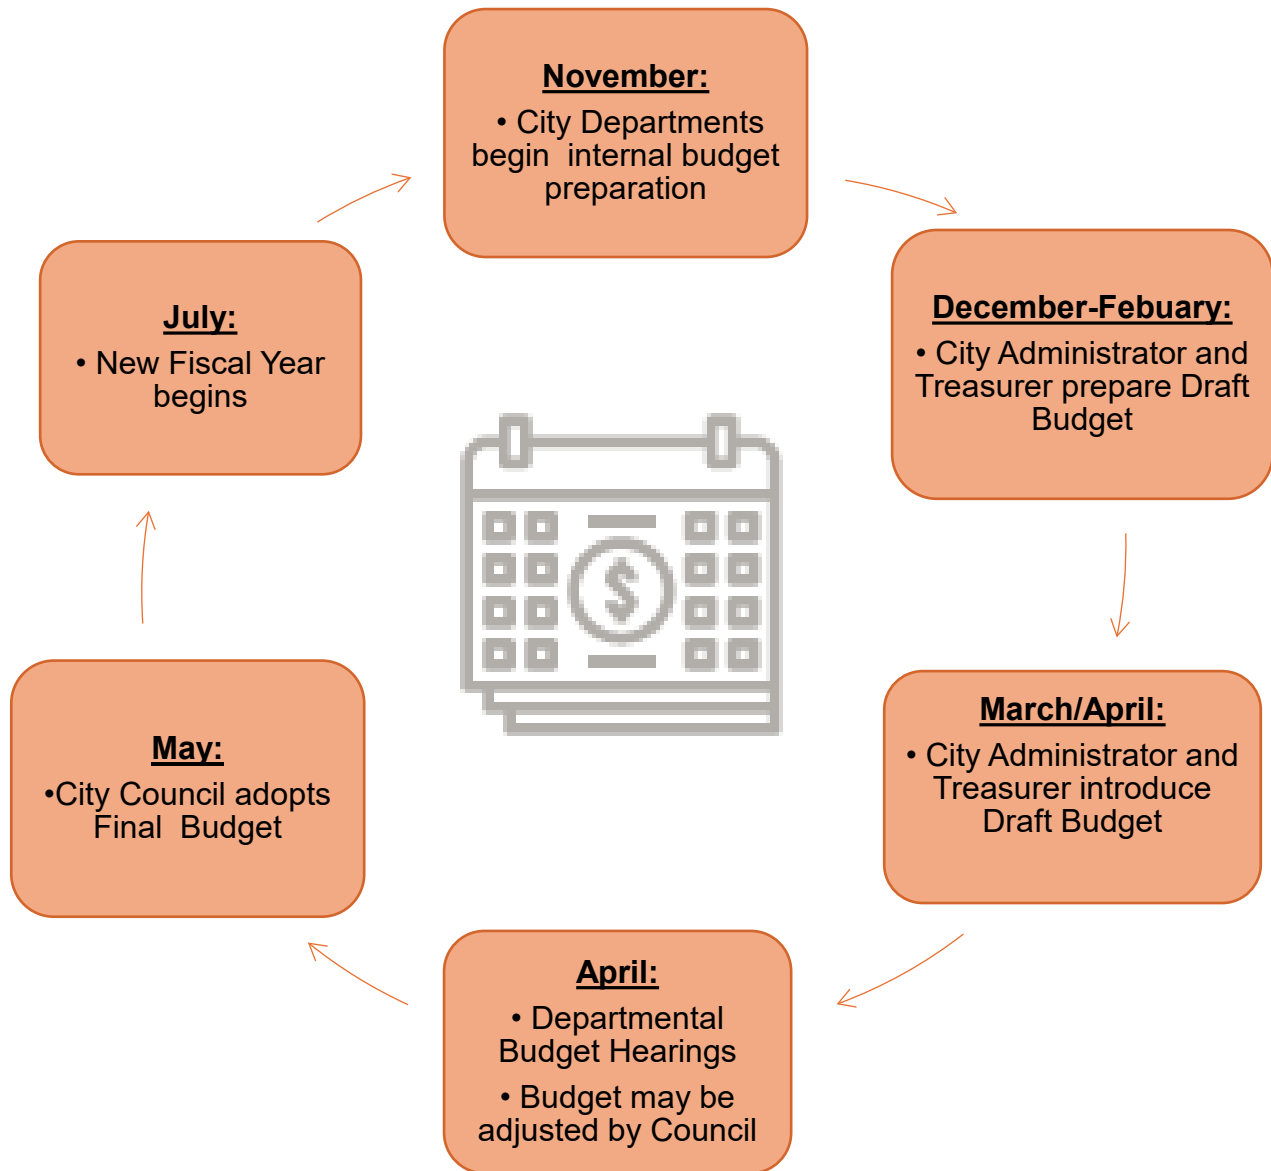 November:
• City Departments
begin internal budget
preparation
December-Febuary:
• City Administrator and
Treasurer prepare Draft
Budget
March/April:
• City Administrator and
Treasurer introduce
Draft Budget
April:
• Departmental
Budget Hearings
• Budget may be
adjusted by Council
May:
•City Council adopts
Final Budget
July:
• New Fiscal Year
begins
$